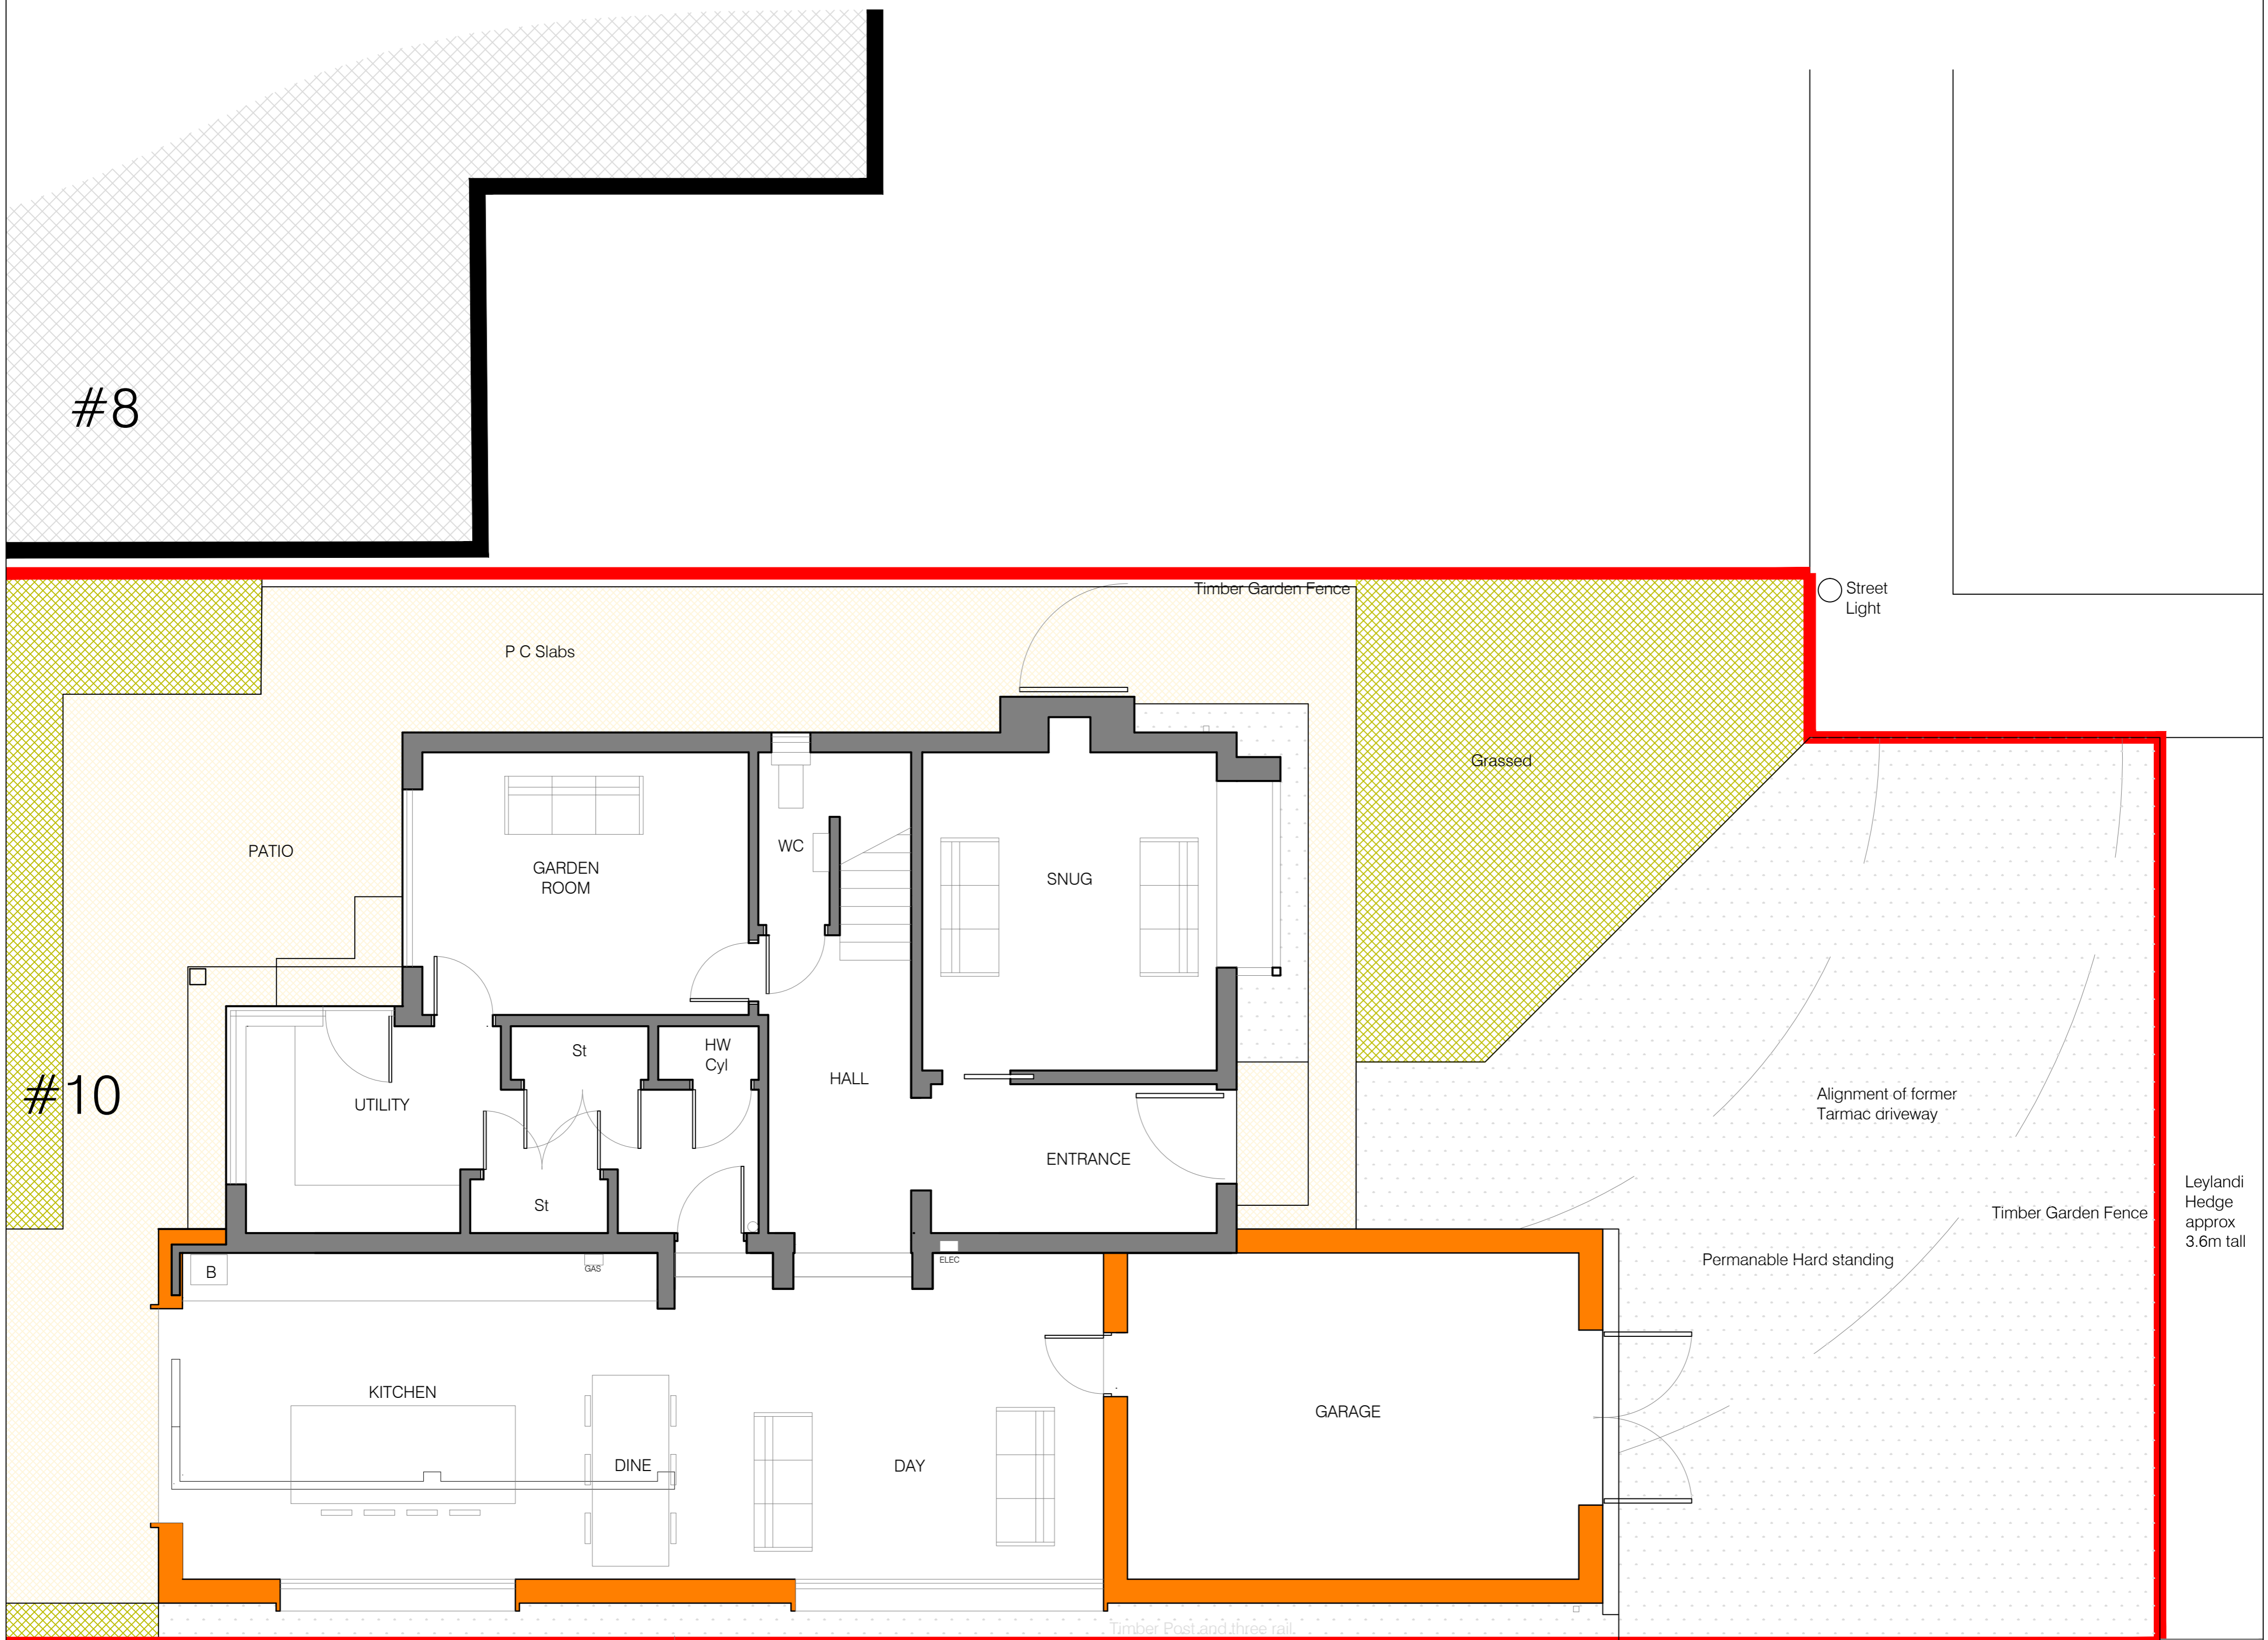 #8
Timber Garden Fence
Street
Light
P C Slabs
Grassed
PATIO
GARDEN
ROOM
WC
SNUG
St
HW
Cyl
HALL
#10
UTILITY
Alignment of former
Tarmac driveway
ENTRANCE
St
Leylandi
Hedge
approx
3.6m tall
Timber Garden Fence
Permanable Hard standing
B
GAS
ELEC
KITCHEN
GARAGE
DINE
DAY
Timber Post and three rail